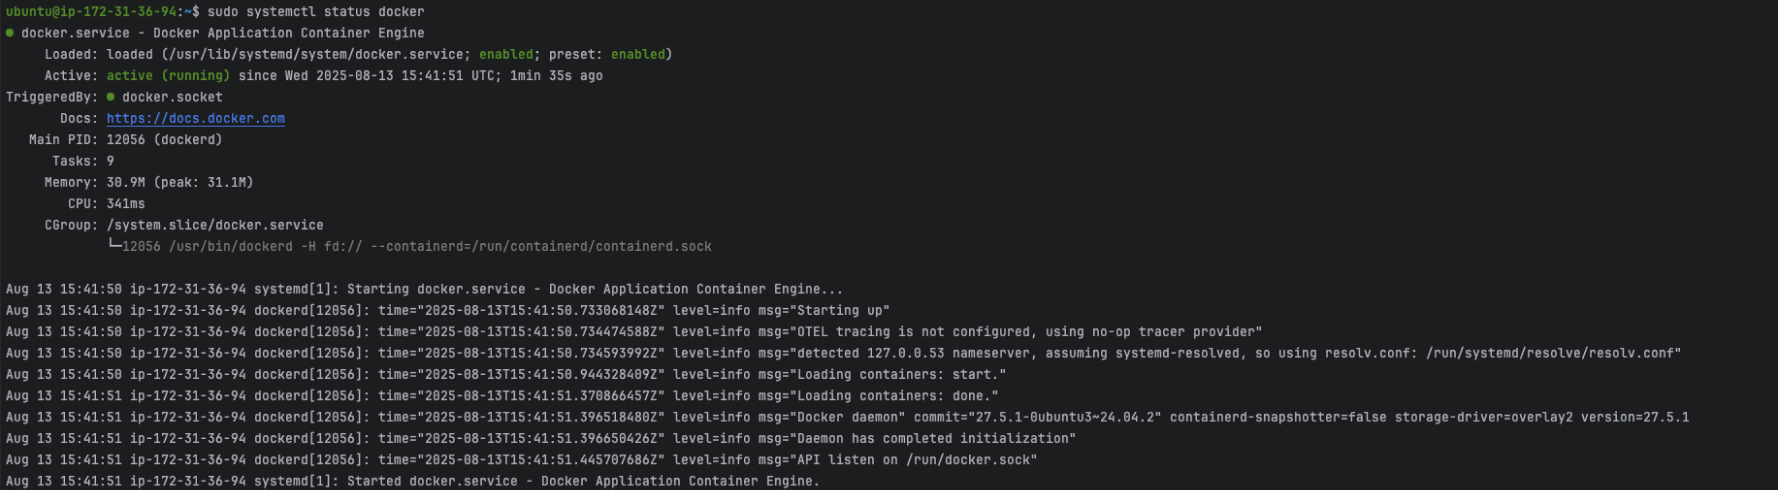 ubuntu@ip-172-31-36-94:~$ sudo systemctl status docker
● docker.service - Docker Application Container Engine
     Loaded: loaded (/usr/lib/systemd/system/docker.service; enabled; preset: enabled)
     Active: active (running) since Wed 2025-08-13 15:41:51 UTC; 1min 35s ago
TriggeredBy: ● docker.socket
       Docs: https://docs.docker.com
   Main PID: 12056 (dockerd)
      Tasks: 9
     Memory: 30.9M (peak: 31.1M)
        CPU: 341ms
     CGroup: /system.slice/docker.service
             └─12056 /usr/bin/dockerd -H fd:// --containerd=/run/containerd/containerd.sock

Aug 13 15:41:50 ip-172-31-36-94 systemd[1]: Starting docker.service - Docker Application Container Engine...
Aug 13 15:41:50 ip-172-31-36-94 dockerd[12056]: time="2025-08-13T15:41:50.733068148Z" level=info msg="Starting up"
Aug 13 15:41:50 ip-172-31-36-94 dockerd[12056]: time="2025-08-13T15:41:50.734474588Z" level=info msg="OTEL tracing is not configured, using no-op tracer provider"
Aug 13 15:41:50 ip-172-31-36-94 dockerd[12056]: time="2025-08-13T15:41:50.734593992Z" level=info msg="detected 127.0.0.53 nameserver, assuming systemd-resolved, so using resolv.conf: /run/systemd/resolve/resolv.conf"
Aug 13 15:41:50 ip-172-31-36-94 dockerd[12056]: time="2025-08-13T15:41:50.944328409Z" level=info msg="Loading containers: start."
Aug 13 15:41:51 ip-172-31-36-94 dockerd[12056]: time="2025-08-13T15:41:51.370866457Z" level=info msg="Loading containers: done."
Aug 13 15:41:51 ip-172-31-36-94 dockerd[12056]: time="2025-08-13T15:41:51.396518480Z" level=info msg="Docker daemon" commit="27.5.1-0ubuntu3~24.04.2" containerd-snapshotter=false storage-driver=overlay2 version=27.5.1
Aug 13 15:41:51 ip-172-31-36-94 dockerd[12056]: time="2025-08-13T15:41:51.396650426Z" level=info msg="Daemon has completed initialization"
Aug 13 15:41:51 ip-172-31-36-94 dockerd[12056]: time="2025-08-13T15:41:51.445707686Z" level=info msg="API listen on /run/docker.sock"
Aug 13 15:41:51 ip-172-31-36-94 systemd[1]: Started docker.service - Docker Application Container Engine.